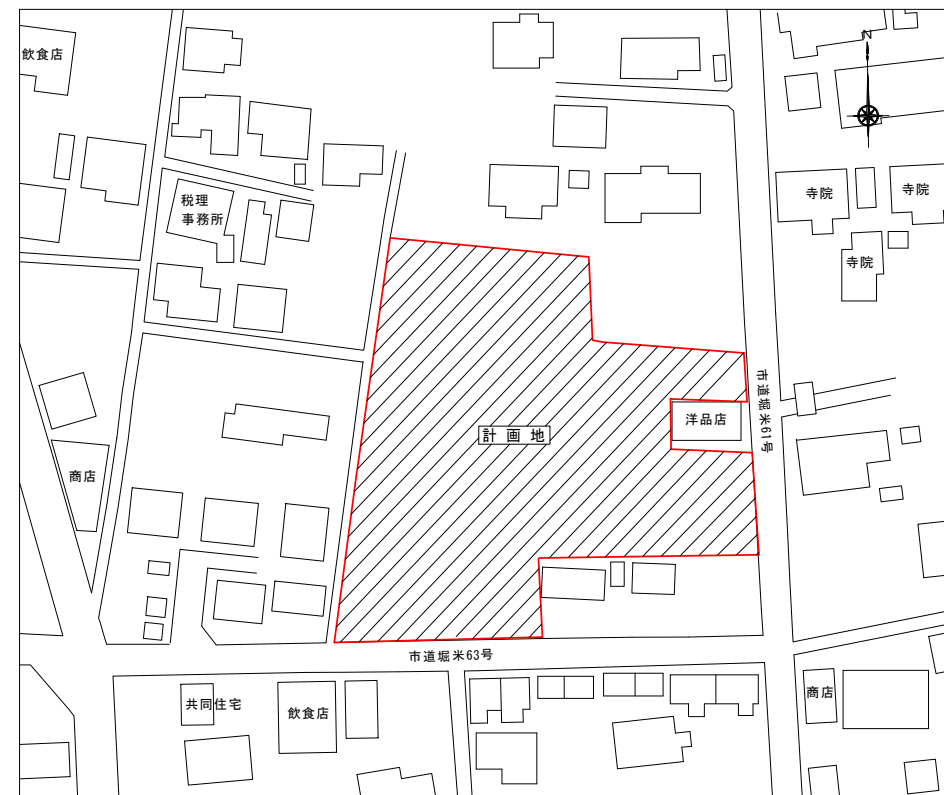 飲食店
N
税理
事務所
寺院
寺院
寺院
市道堀米61号
洋品店
計画地
商店
市道堀米63号
共同住宅
飲食店
商店